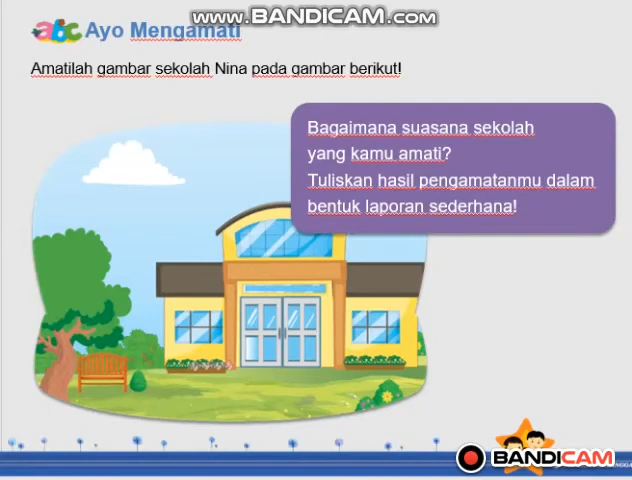 www.BANDICAM.com
abc Ayo Mengamati
Amatilah gambar sekolah Nina pada gambar berikut!
Bagaimana suasana sekolah
yang kamu amati?
Tuliskan hasil pengamatanmu dalam
bentuk laporan sederhana!
BANDICAM